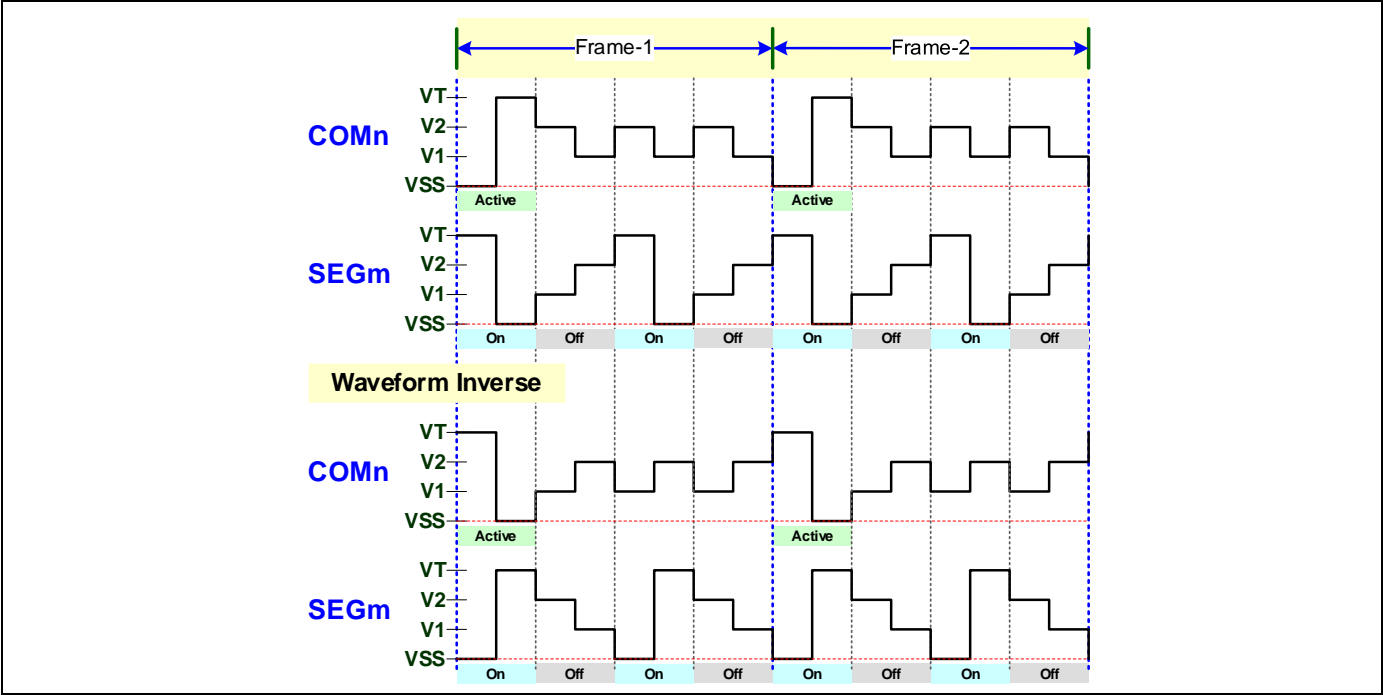 Frame-1 Frame-2
VT
V2
COMn
V1
VSS
Active Active
VT
V2
SEGm
V1
VSS
On Off On Off On Off On Off
Waveform Inverse
VT
V2
COMn
V1
VSS
Active Active
VT
V2
SEGm
V1
VSS
On Off On Off On Off On Off